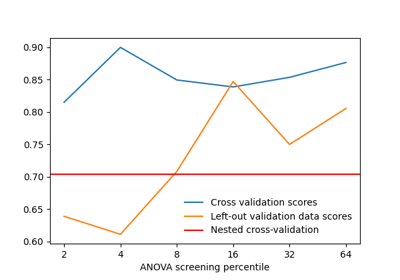 0.90
0.85
0.80
0.75
0.70
0.65
0.60
Cross validation scores
Left-out validation data scores
Nested cross-validation
2 4 8 16 32 64
ANOVA screening percentile